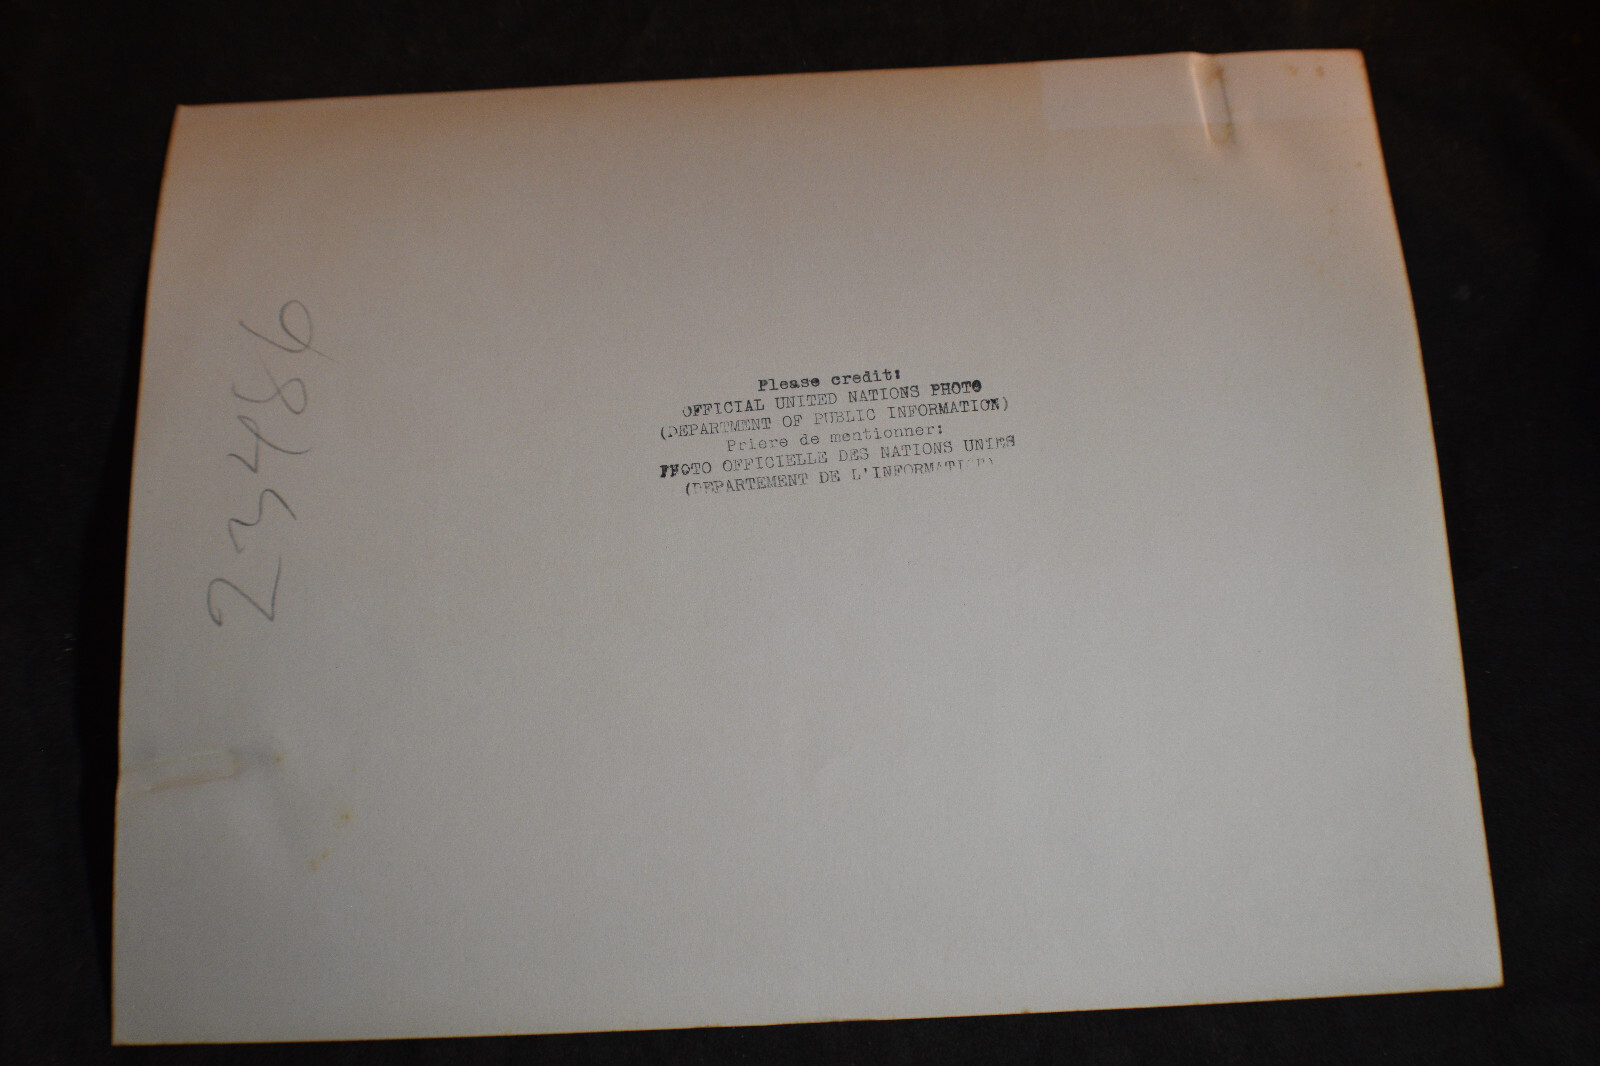 Please credit:
OFFICIAL UNITED NATIONS PHOTO
(DEPARTMENT OF PUBLIC INFORMATION)
Priere de mentionner:
PHOTO OFFICIELLE DES NATIONS UNIES
(DEPARTEMENT DE L'INFORMATION)
23486